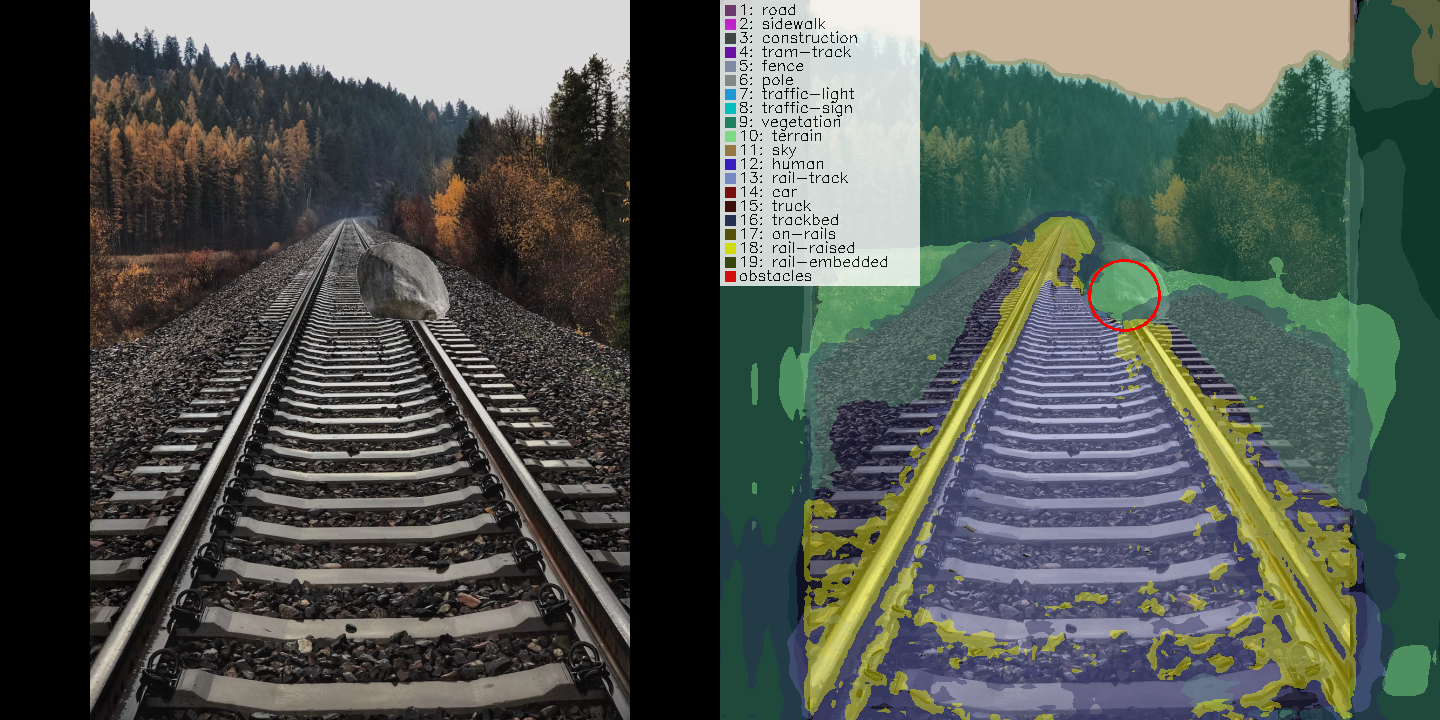 1: road
2: sidewalk
3: construction
4: tram-track
5: fence
6: pole
7: traffic-light
8: traffic-sign
9: vegetation
10: terrain
11: sky
12: human
13: rail-track
14: car
15: truck
16: trackbed
17: on-rails
18: rail-raised
19: rail-embedded
obstacles